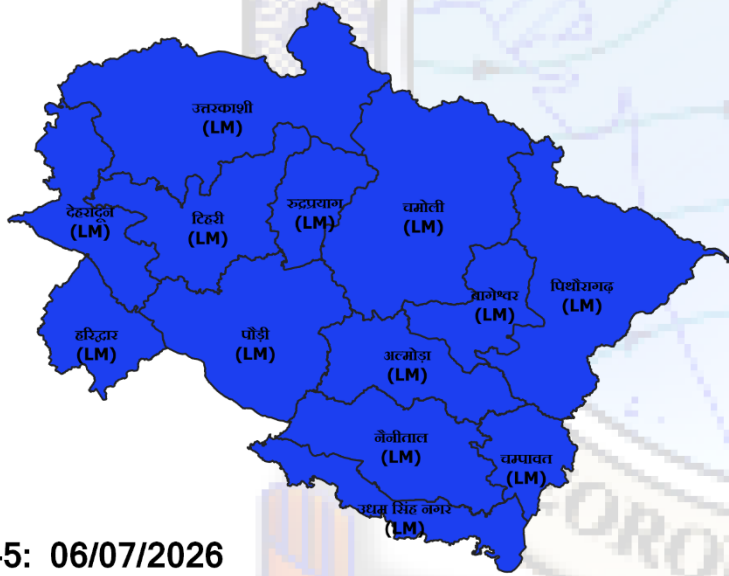 उत्तरकाशी
(LM)
देहरादून
(LM)
टिहरी
(LM)
रुद्रप्रयाग
(LM)
चमोली
(LM)
बागेश्वर
(LM)
पिथौरागढ़
(LM)
हरिद्वार
(LM)
पौड़ी
(LM)
अल्मोड़ा
(LM)
नैनीताल
(LM)
चम्पावत
(LM)
उधम सिंह नगर
(LM)
5: 06/07/2026